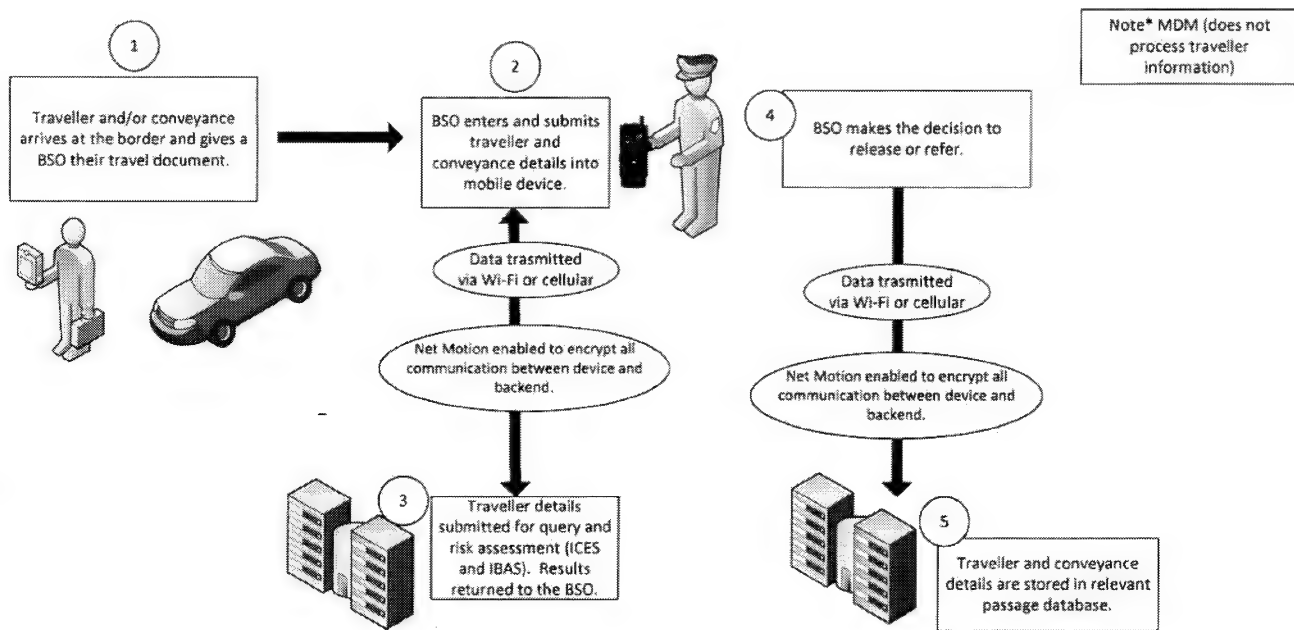 Note* MDM (does not
process traveller
information)
1
Traveller and/or conveyance
arrives at the border and gives a
BSO their travel document.
2
BSO enters and submits
traveller and
conveyance details into
mobile device.
4
BSO makes the decision to
release or refer.
Data trasmitted
via Wi-Fi or cellular
Net Motion enabled to encrypt all
communication between device and
backend.
Data trasmitted
via Wi-Fi or cellular
Net Motion enabled to encrypt all
communication between device and
backend.
3
Traveller details
submitted for query and
risk assessment (ICES
and IBAS). Results
returned to the BSO.
5
Traveller and conveyance
details are stored in relevant
passage database.